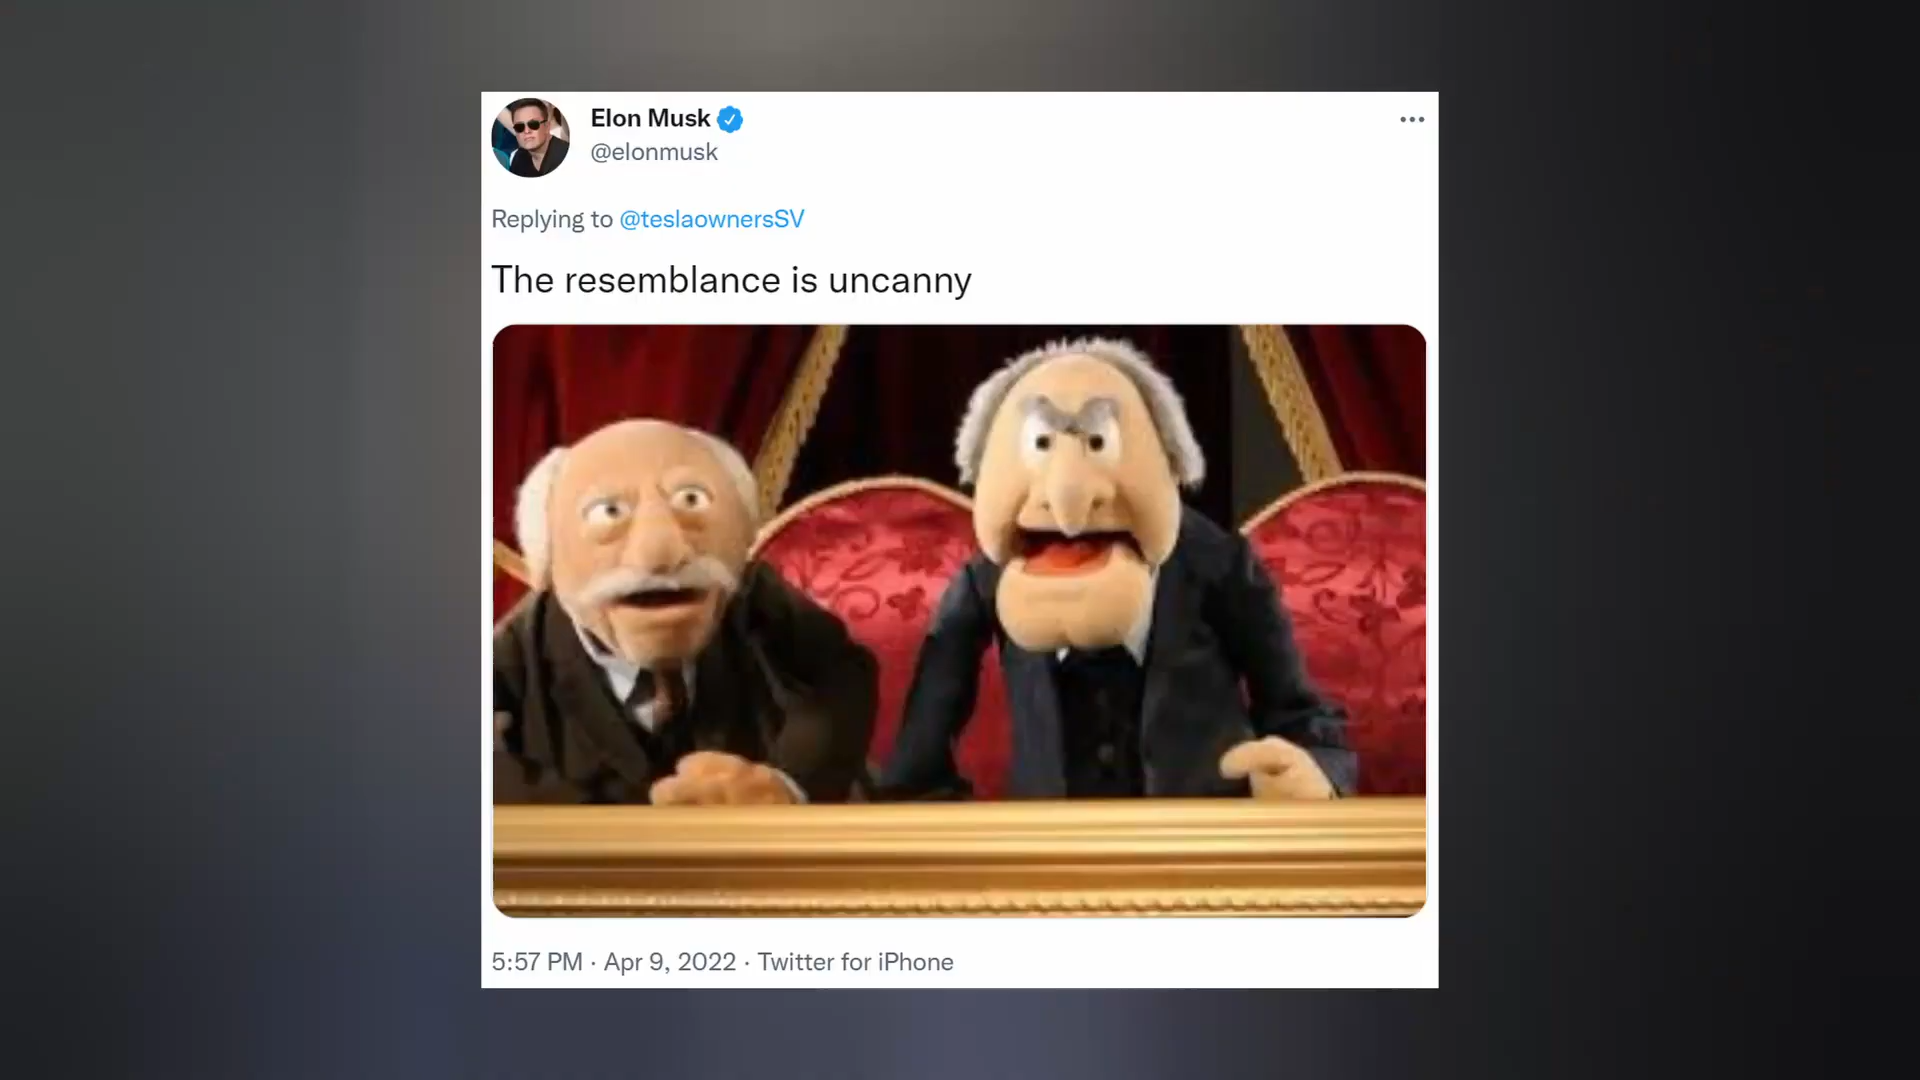 Elon Musk
@elonmusk
Replying to @teslaownersSV
The resemblance is uncanny
5:57 PM · Apr 9, 2022 · Twitter for iPhone